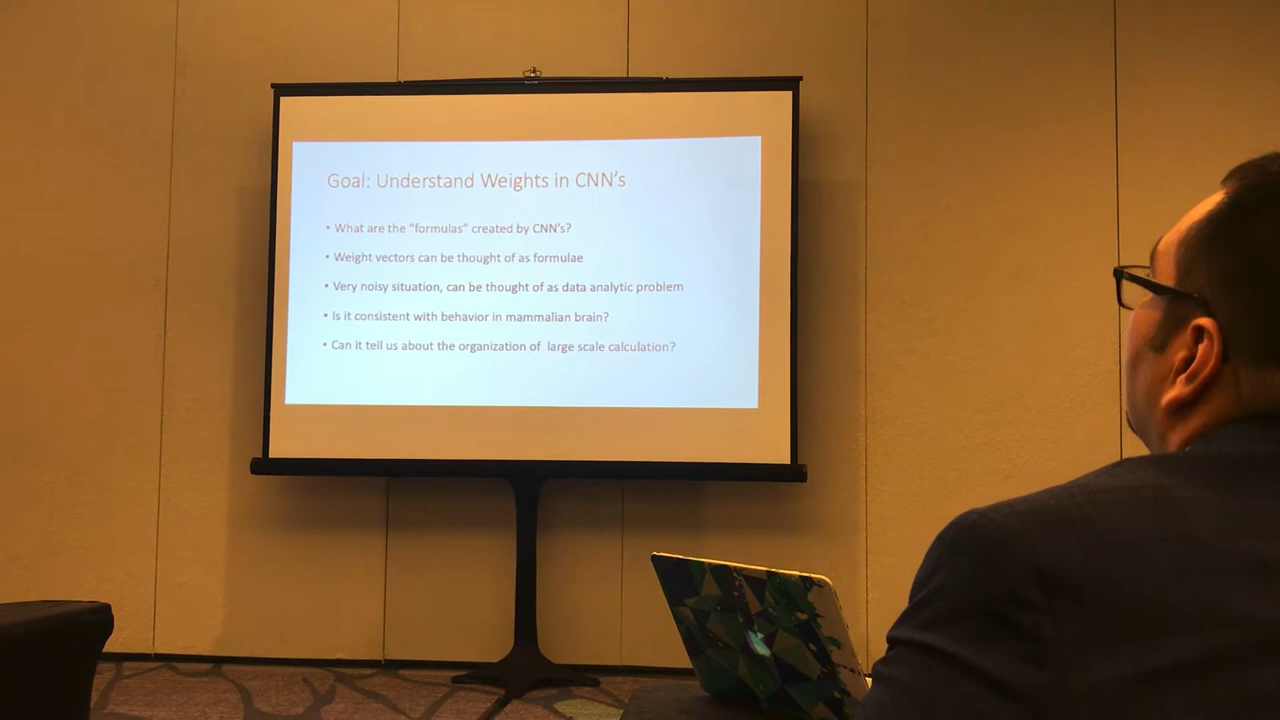 Goal: Understand Weights in CNN's
• What are the "formulas" created by CNN's?
• Weight vectors can be thought of as formulae
• Very noisy situation, can be thought of as data analytic problem
• Is it consistent with behavior in mammalian brain?
• Can it tell us about the organization of large scale calculation?